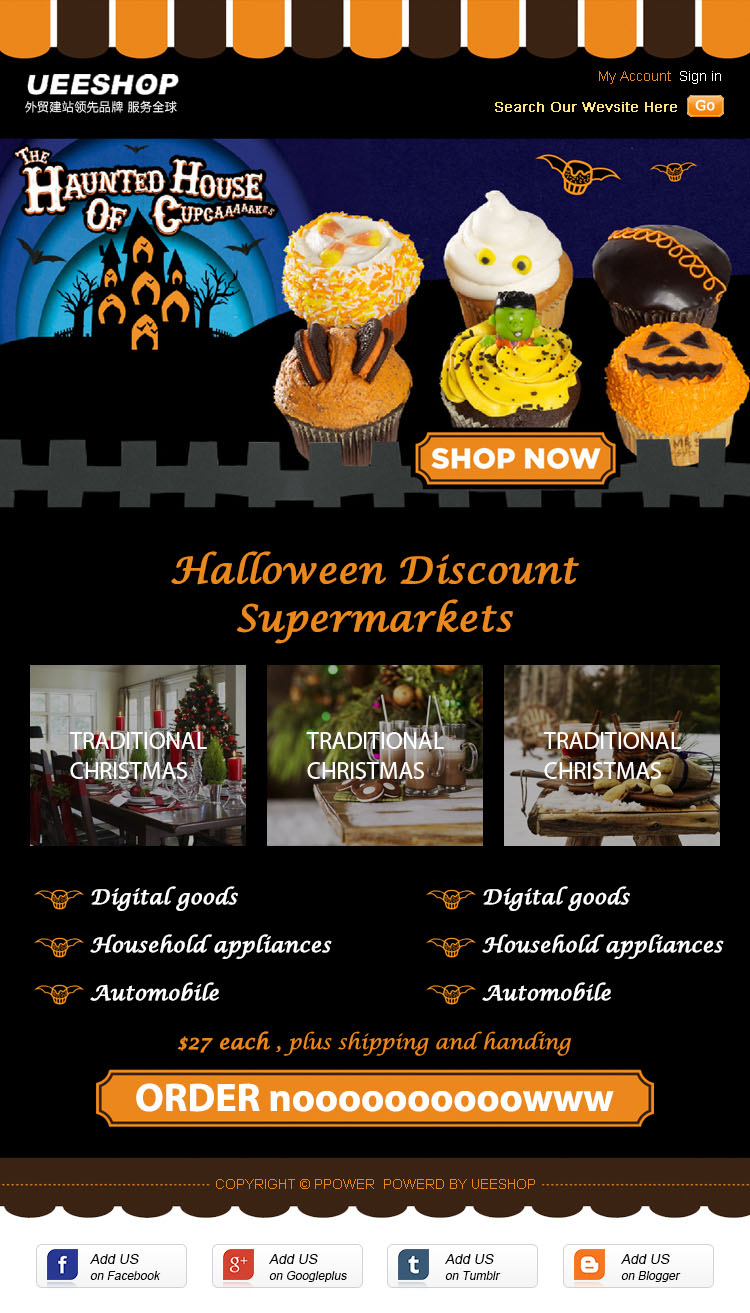 UEESHOP
外贸建站领先品牌 服务全球
My Account Sign in
Search Our Wevsite Here Go
THE
HAUNTED HOUSE
OF CUPCAAAAAKES
SHOP NOW
Halloween Discount
Supermarkets
TRADITIONAL
CHRISTMAS
TRADITIONAL
CHRISTMAS
TRADITIONAL
CHRISTMAS
Digital goods
Household appliances
Automobile
Digital goods
Household appliances
Automobile
$27 each , plus shipping and handing
ORDER nooooooooooowww
COPYRIGHT © PPOWER POWERD BY UEESHOP
f Add US
on Facebook
g+ Add US
on Googleplus
t Add US
on Tumblr
B Add US
on Blogger